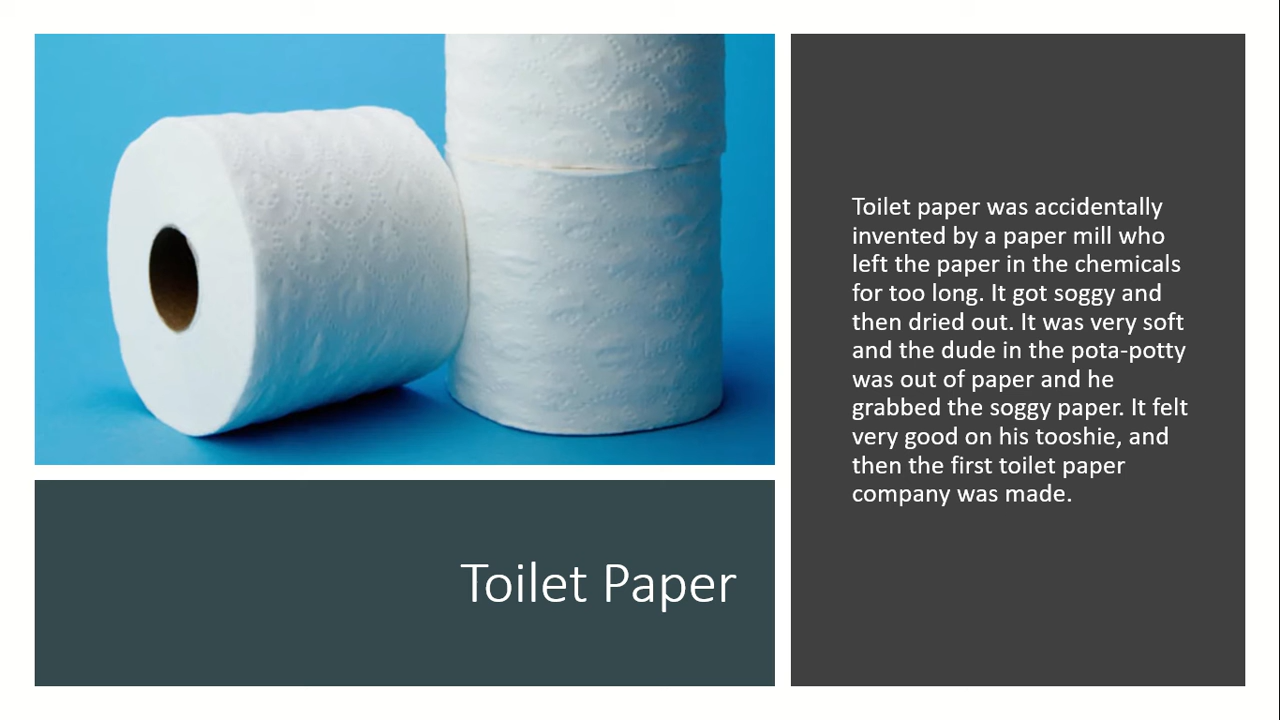 Toilet paper was accidentally
invented by a paper mill who
left the paper in the chemicals
for too long. It got soggy and
then dried out. It was very soft
and the dude in the pota-potty
was out of paper and he
grabbed the soggy paper. It felt
very good on his tooshie, and
then the first toilet paper
company was made.
Toilet Paper